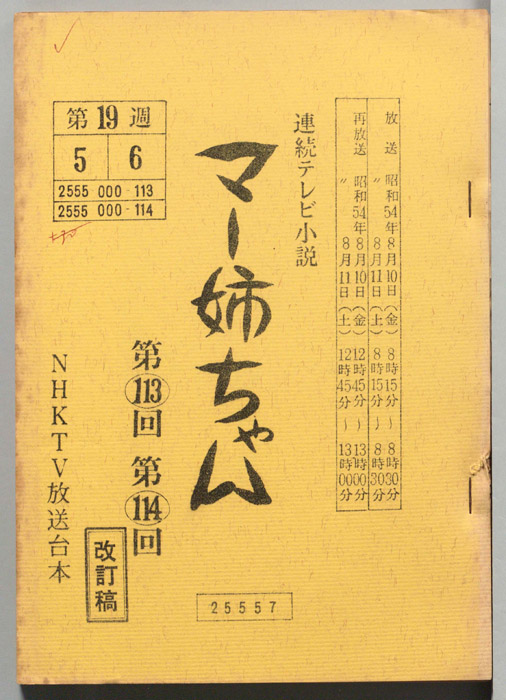 放送 昭和54年8月10日(金) 8時15分〜8時30分
〃 8月11日(土) 8時15分〜8時30分
再放送 昭和54年8月10日(金) 12時45分〜13時00分
〃 8月11日(土) 12時45分〜13時00分
連続テレビ小説
マー姉ちゃん
第113回 第114回
第19週
5 6
2555 000-113
2555 000-114
NHKTV放送台本
改訂稿
25557